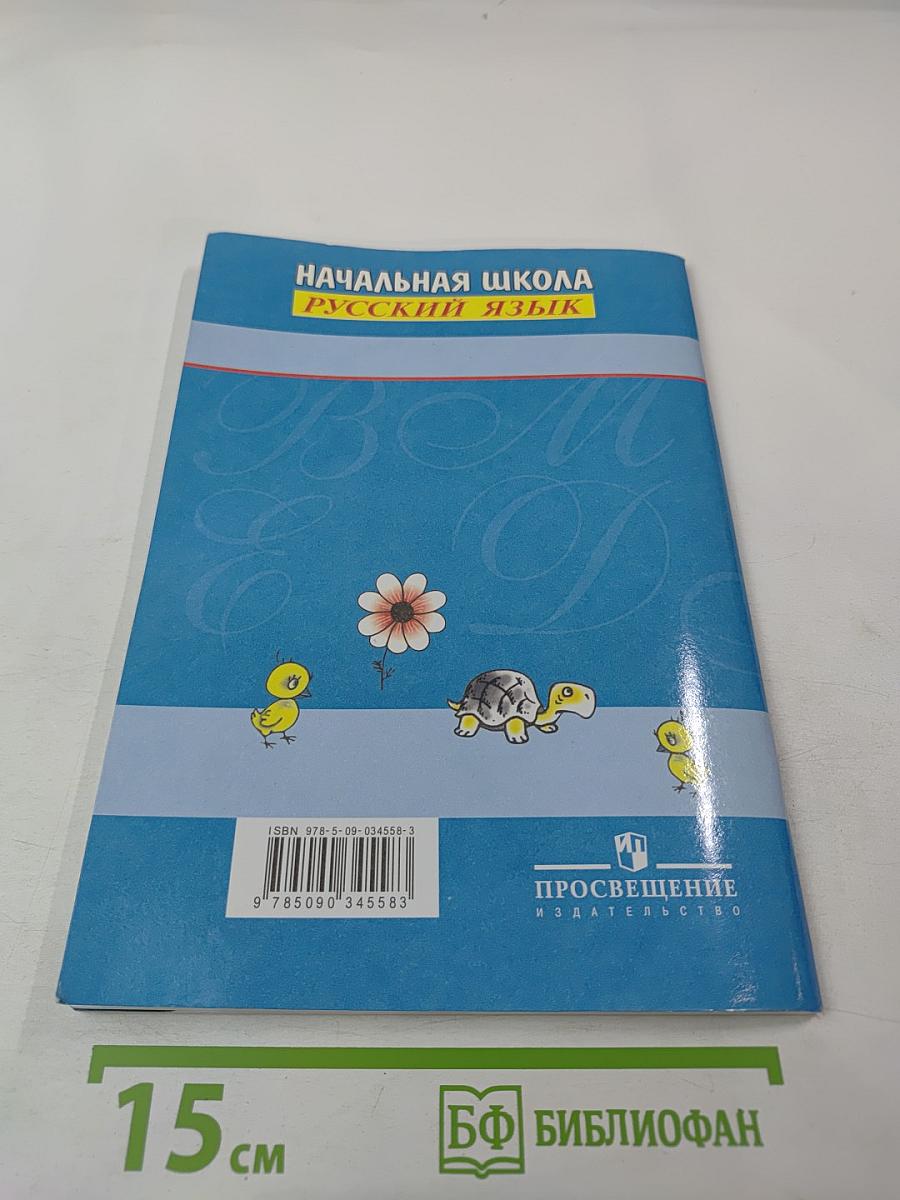 НАЧАЛЬНАЯ ШКОЛА
РУССКИЙ ЯЗЫК
В М
Е Д
ISBN 978-5-09-034558-3
9 785090 345583
ПРОСВЕЩЕНИЕ
ИЗДАТЕЛЬСТВО
15 см
БФ БИБЛИОФАН